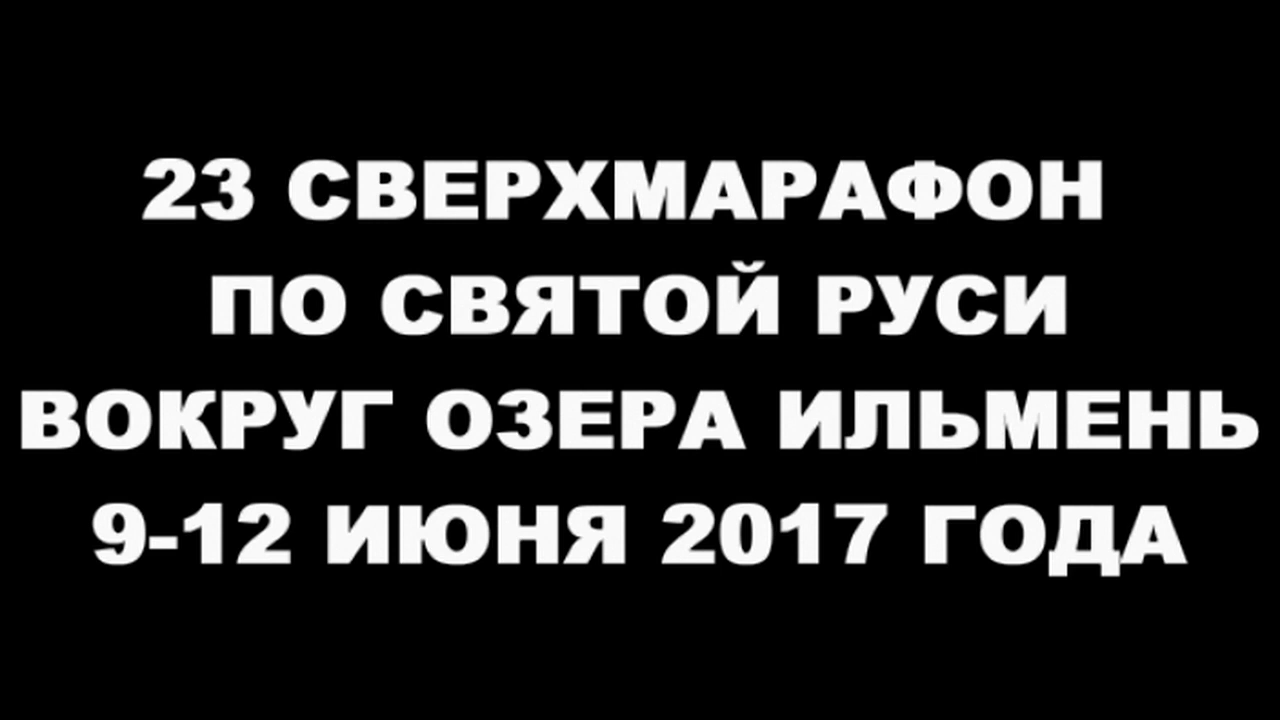 23 СВЕРХМАРАФОН
ПО СВЯТОЙ РУСИ
ВОКРУГ ОЗЕРА ИЛЬМЕНЬ
9-12 ИЮНЯ 2017 ГОДА